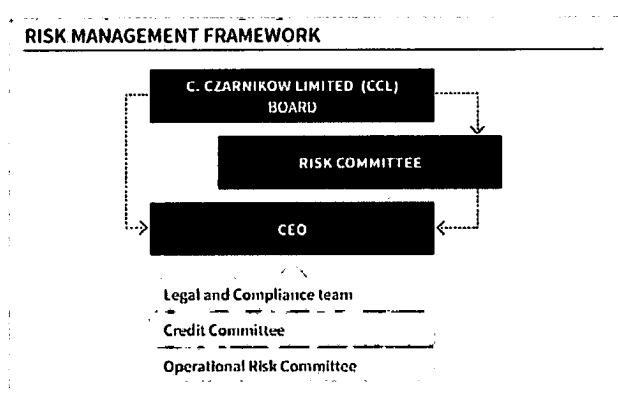 RISK MANAGEMENT FRAMEWORK
C. CZARNIKOW LIMITED (CCL)
BOARD
RISK COMMITTEE
CEO
Legal and Compliance team
Credit Committee
Operational Risk Committee